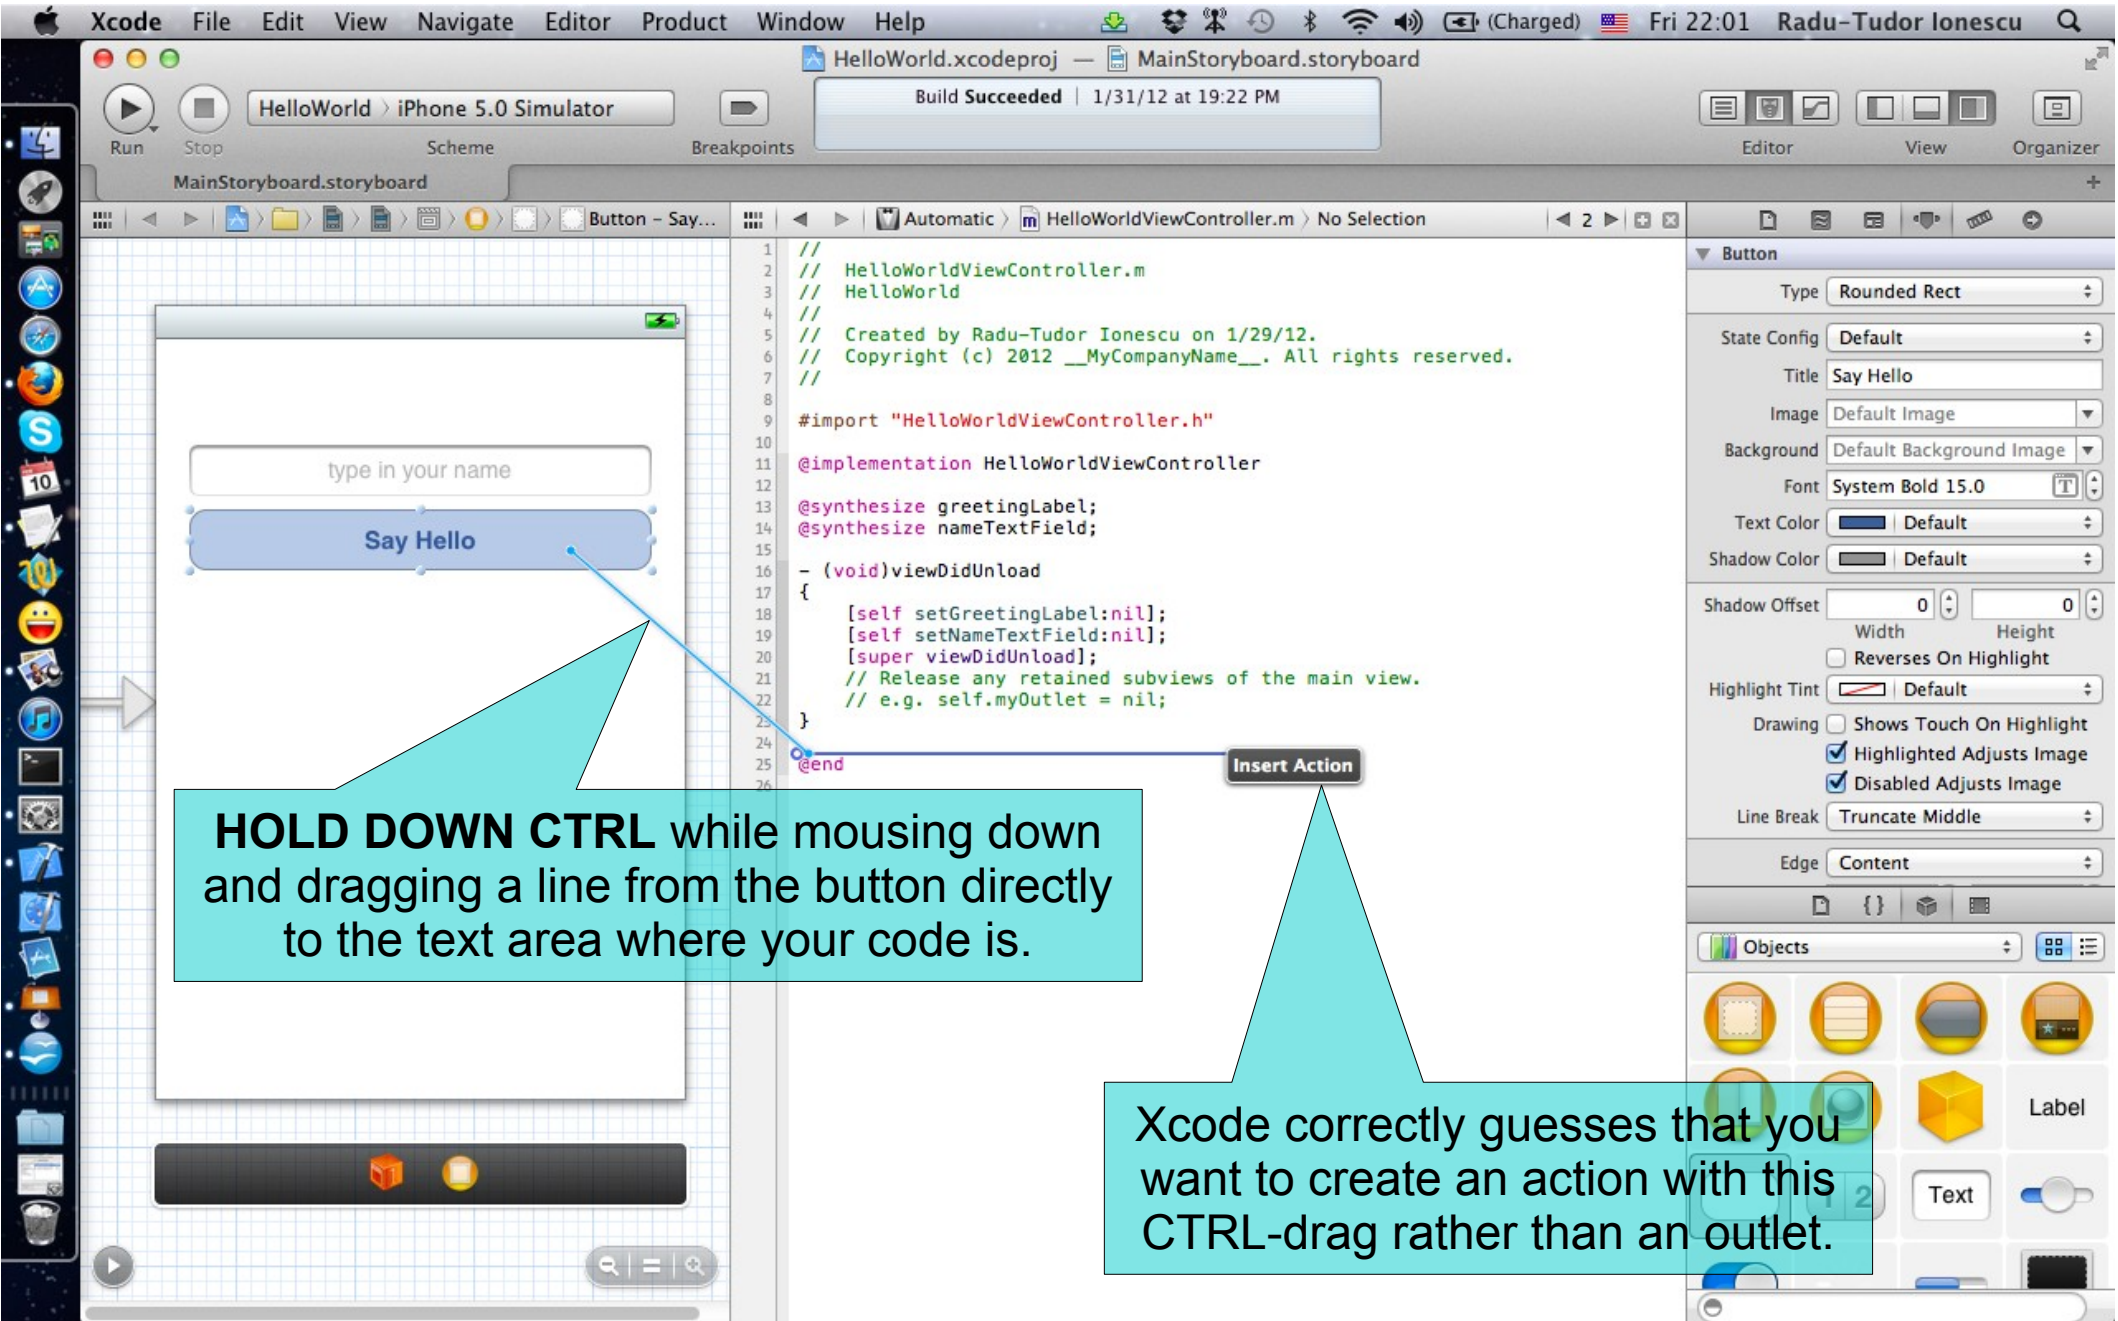 Xcode File Edit View Navigate Editor Product Window Help (Charged) Fri 22:01 Radu-Tudor Ionescu
HelloWorld.xcodeproj — MainStoryboard.storyboard
HelloWorld iPhone 5.0 Simulator
Build Succeeded | 1/31/12 at 19:22 PM
Run Stop Scheme Breakpoints Editor View Organizer
MainStoryboard.storyboard
Button - Say...
Automatic HelloWorldViewController.m No Selection 2
type in your name
Say Hello
1 //
2 // HelloWorldViewController.m
3 // HelloWorld
4 //
5 // Created by Radu-Tudor Ionescu on 1/29/12.
6 // Copyright (c) 2012 __MyCompanyName__. All rights reserved.
7 //
8
9 #import "HelloWorldViewController.h"
10
11 @implementation HelloWorldViewController
12
13 @synthesize greetingLabel;
14 @synthesize nameTextField;
15
16 - (void)viewDidUnload
17 {
18 [self setGreetingLabel:nil];
19 [self setNameTextField:nil];
20 [super viewDidUnload];
21 // Release any retained subviews of the main view.
22 // e.g. self.myOutlet = nil;
23 }
24
25 @end
26
Insert Action
HOLD DOWN CTRL while mousing down
and dragging a line from the button directly
to the text area where your code is.
Xcode correctly guesses that you
want to create an action with this
CTRL-drag rather than an outlet.
Button
Type Rounded Rect
State Config Default
Title Say Hello
Image Default Image
Background Default Background Image
Font System Bold 15.0
Text Color Default
Shadow Color Default
Shadow Offset 0 0
Width Height
Reverses On Highlight
Highlight Tint Default
Drawing Shows Touch On Highlight
Highlighted Adjusts Image
Disabled Adjusts Image
Line Break Truncate Middle
Edge Content
Objects
Label
1 2 Text
10